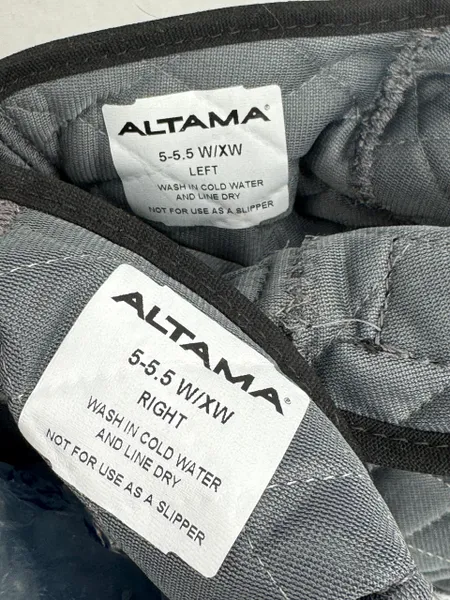 ALTAMA®
5-5.5 W/XW
LEFT
WASH IN COLD WATER
AND LINE DRY
NOT FOR USE AS A SLIPPER
ALTAMA®
5-5.5 W/XW
RIGHT
WASH IN COLD WATER
AND LINE DRY
NOT FOR USE AS A SLIPPER